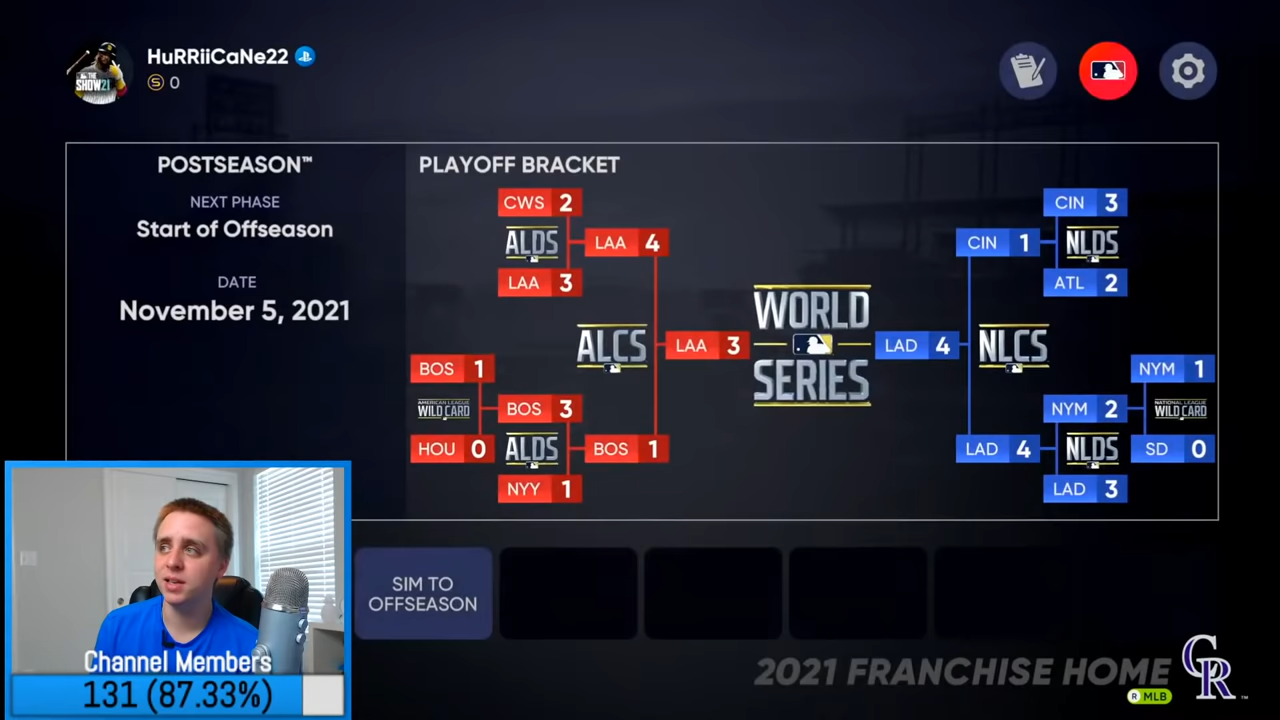 HuRRiiCaNe22
S 0
THE
SHOW21
POSTSEASON™
NEXT PHASE
Start of Offseason
DATE
November 5, 2021
PLAYOFF BRACKET
CWS 2
ALDS
LAA 3
LAA 4
BOS 1
AMERICAN LEAGUE
WILD CARD
HOU 0
BOS 3
ALDS
NYY 1
BOS 1
ALCS
LAA 3
WORLD
SERIES
LAD 4
NLCS
CIN 1
CIN 3
NLDS
ATL 2
LAD 4
NYM 2
NLDS
LAD 3
NYM 1
NATIONAL LEAGUE
WILD CARD
SD 0
SIM TO
OFFSEASON
2021 FRANCHISE HOME
R MLB
CR
Channel Members
131 (87.33%)